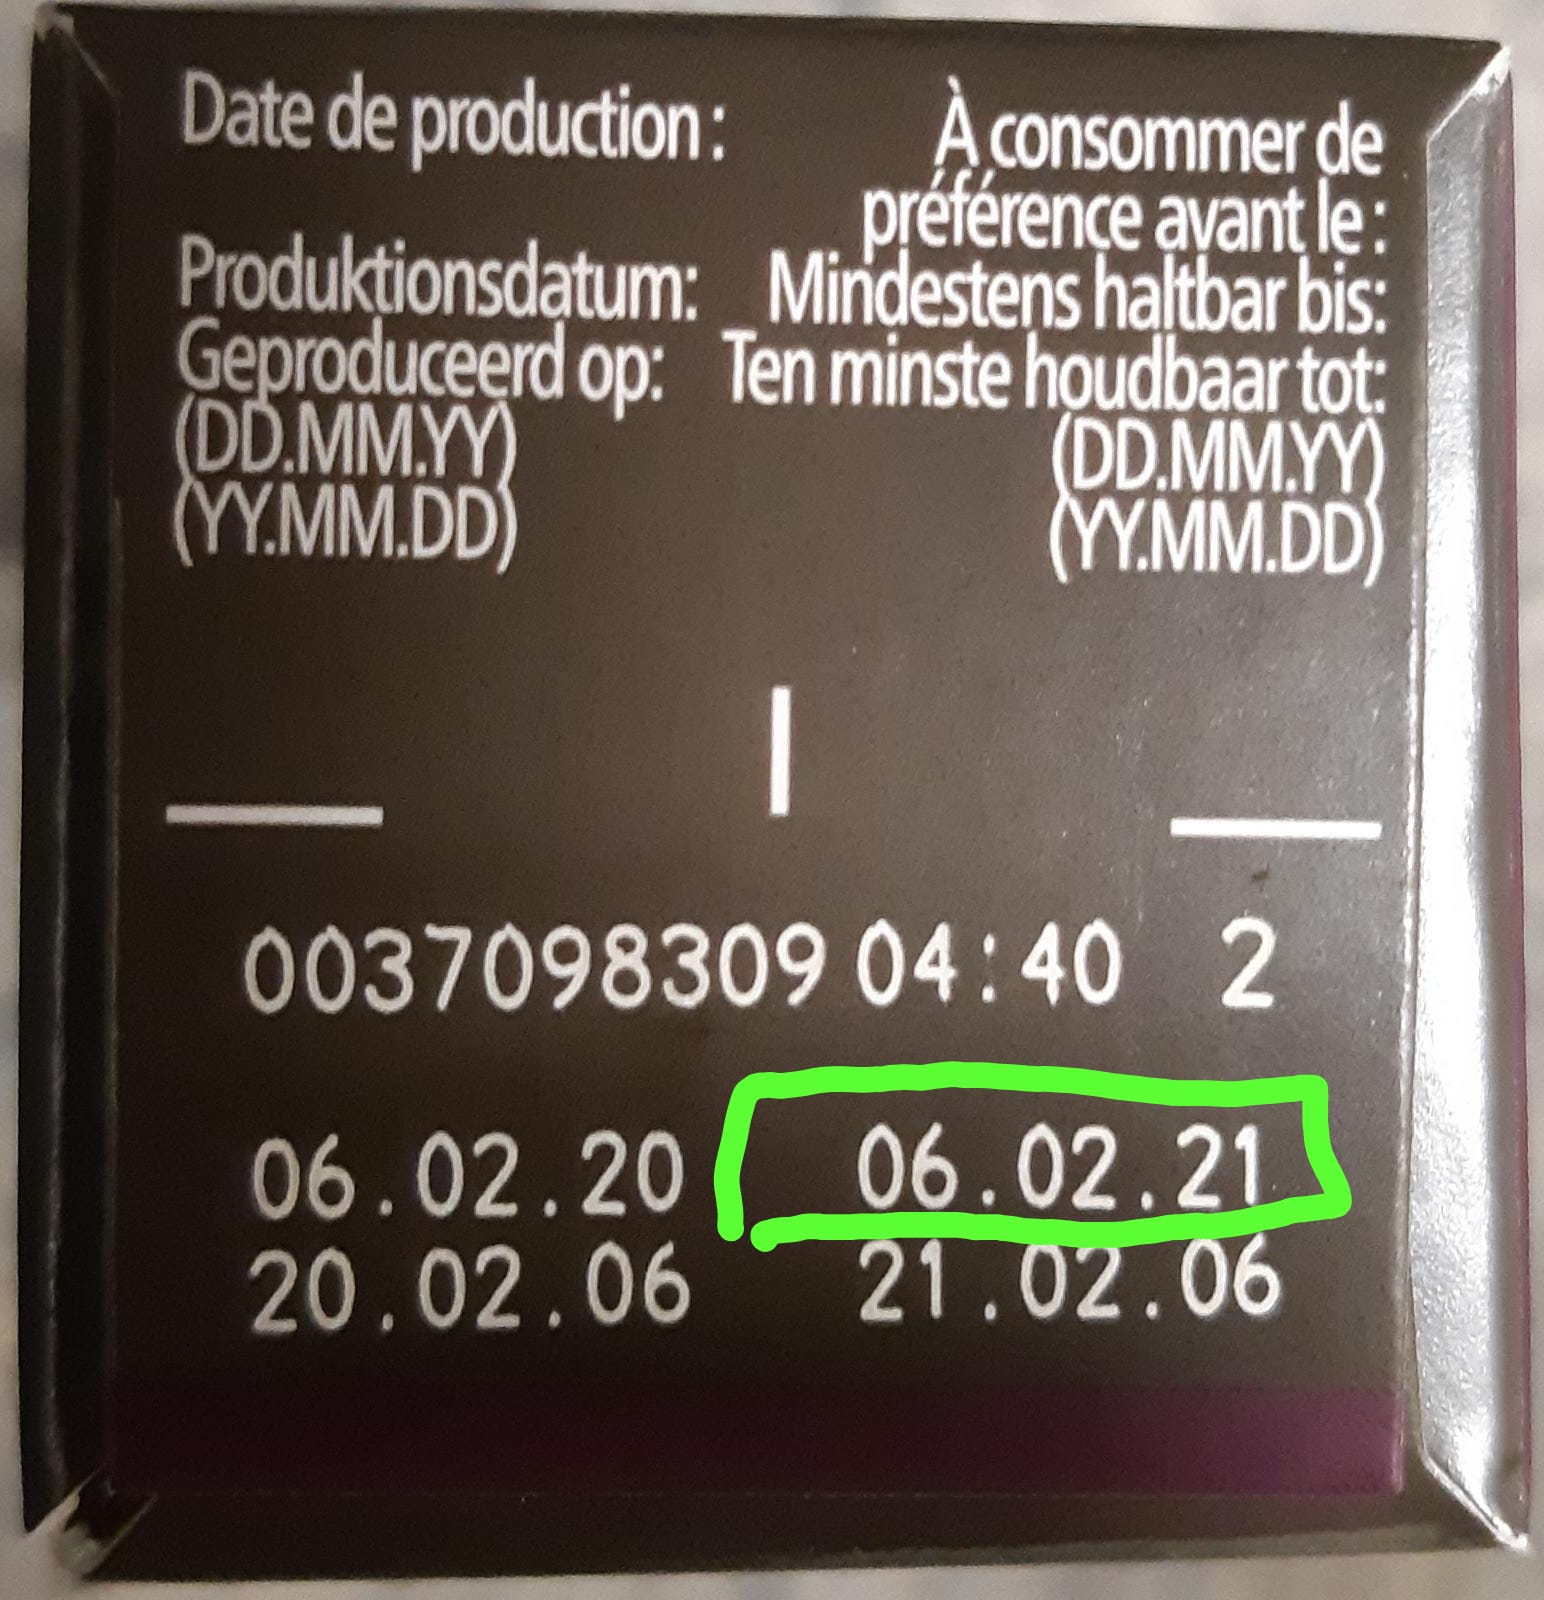 Date de production :
À consommer de
préférence avant le :
Produktionsdatum: Mindestens haltbar bis:
Geproduceerd op: Ten minste houdbaar tot:
(DD.MM.YY) (DD.MM.YY)
(YY.MM.DD) (YY.MM.DD)
0037098309 04:40 2
06.02.20 06.02.21
20.02.06 21.02.06